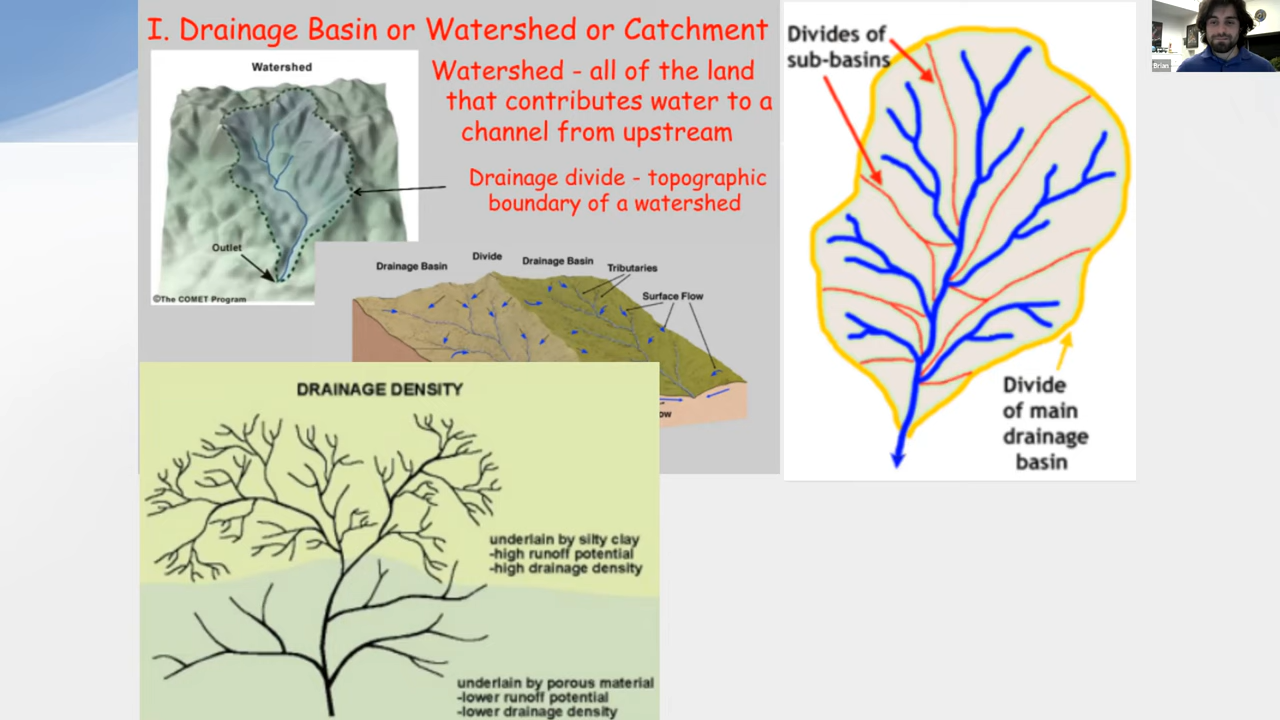 I. Drainage Basin or Watershed or Catchment
Watershed
Watershed - all of the land
that contributes water to a
channel from upstream
Drainage divide - topographic
boundary of a watershed
Outlet
©The COMET Program
Drainage Basin
Divide
Drainage Basin
Tributaries
Surface Flow
ow
Divides of
sub-basins
Divide
of main
drainage
basin
DRAINAGE DENSITY
underlain by silty clay
-high runoff potential
-high drainage density
underlain by porous material
-lower runoff potential
-lower drainage density
Brian